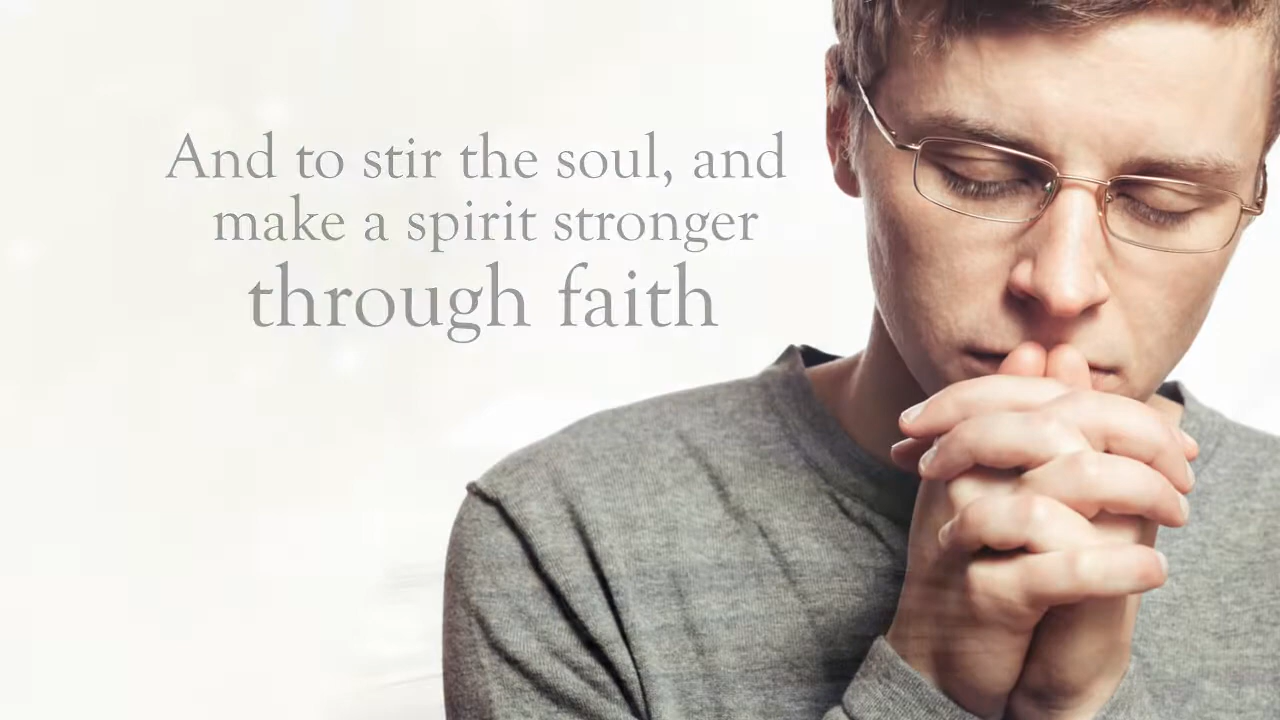 And to stir the soul, and
make a spirit stronger
through faith